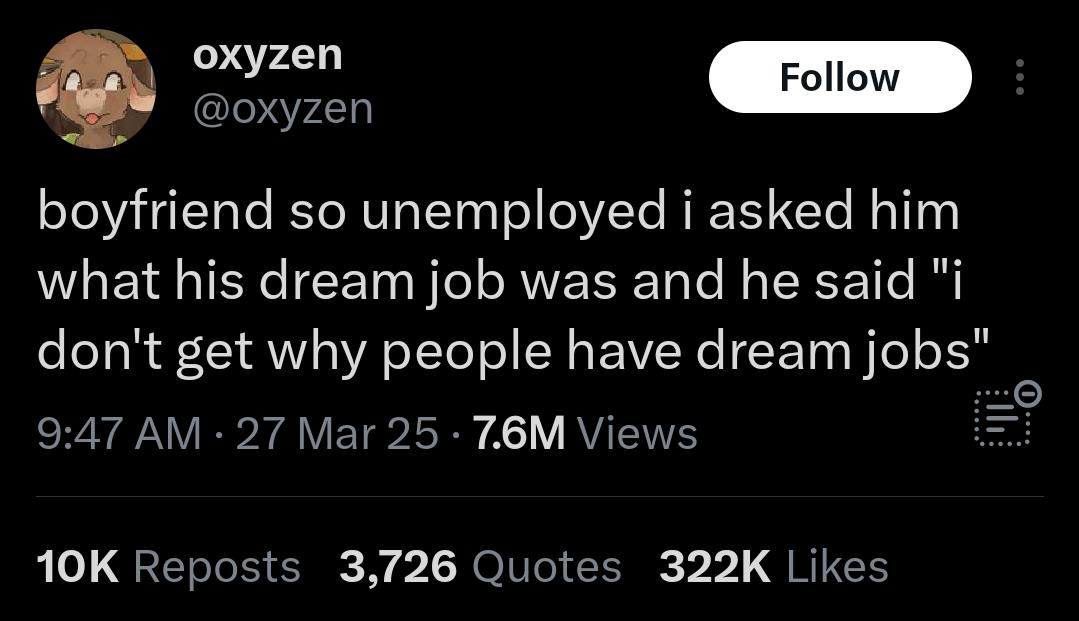 oxyzen
@oxyzen
Follow
boyfriend so unemployed i asked him
what his dream job was and he said "i
don't get why people have dream jobs"
9:47 AM · 27 Mar 25 · 7.6M Views
10K Reposts 3,726 Quotes 322K Likes